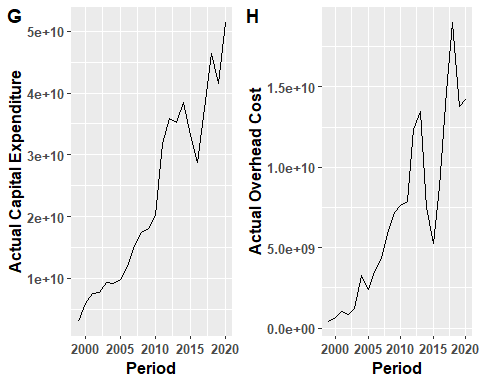 G
Actual Capital Expenditure
5e+10
4e+10
3e+10
2e+10
1e+10
2000 2005 2010 2015 2020
Period
H
Actual Overhead Cost
1.5e+10
1.0e+10
5.0e+09
0.0e+00
2000 2005 2010 2015 2020
Period